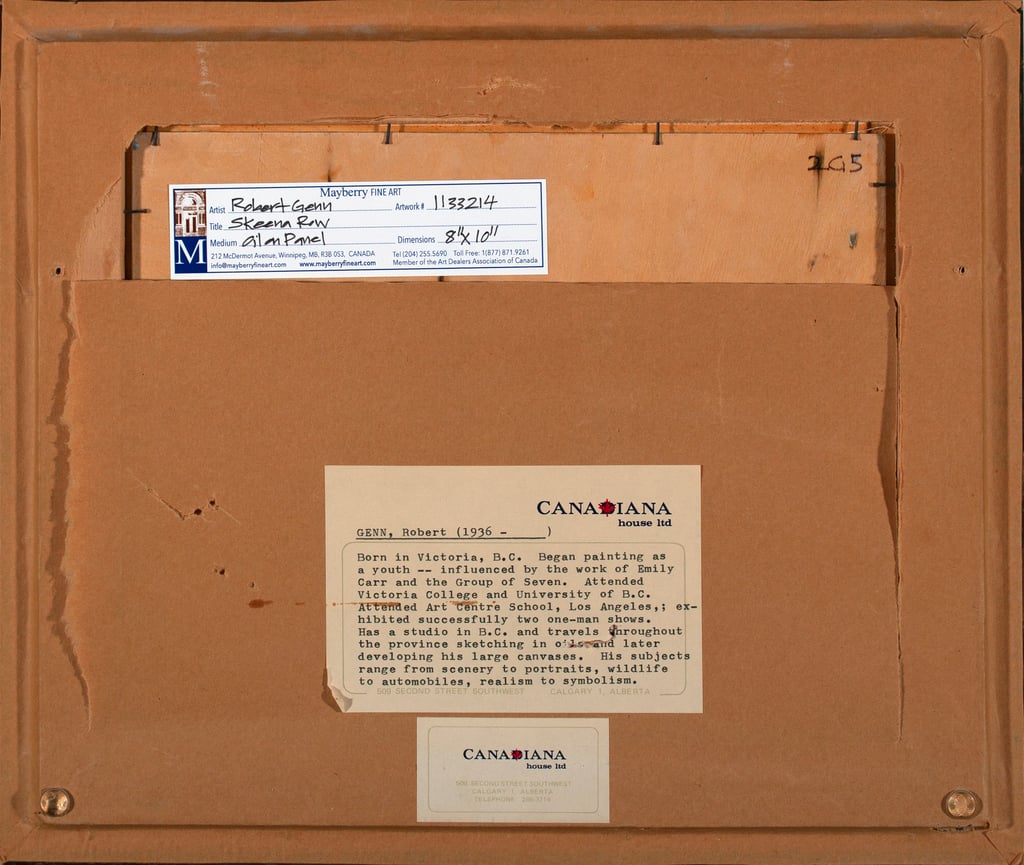 2G5
Mayberry FINE ART
Artist Robert Genn Artwork # 1133214
Title Skeena Row
Medium Oil on Panel Dimensions 8"X10"
M
212 McDermot Avenue, Winnipeg, MB, R3B 0S3, CANADA Tel (204) 255.5690 Toll Free: 1(877) 871.9261
info@mayberryfineart.com www.mayberryfineart.com Member of the Art Dealers Association of Canada
CANADIANA
house ltd
GENN, Robert (1936 - )
Born in Victoria, B.C. Began painting as
a youth -- influenced by the work of Emily
Carr and the Group of Seven. Attended
Victoria College and University of B.C.
Attended Art Centre School, Los Angeles,; ex-
hibited successfully two one-man shows.
Has a studio in B.C. and travels throughout
the province sketching in oils and later
developing his large canvases. His subjects
range from scenery to portraits, wildlife
to automobiles, realism to symbolism.
509 SECOND STREET SOUTHWEST CALGARY 1, ALBERTA
CANADIANA
house ltd
509 SECOND STREET SOUTHWEST
CALGARY 1, ALBERTA
TELEPHONE